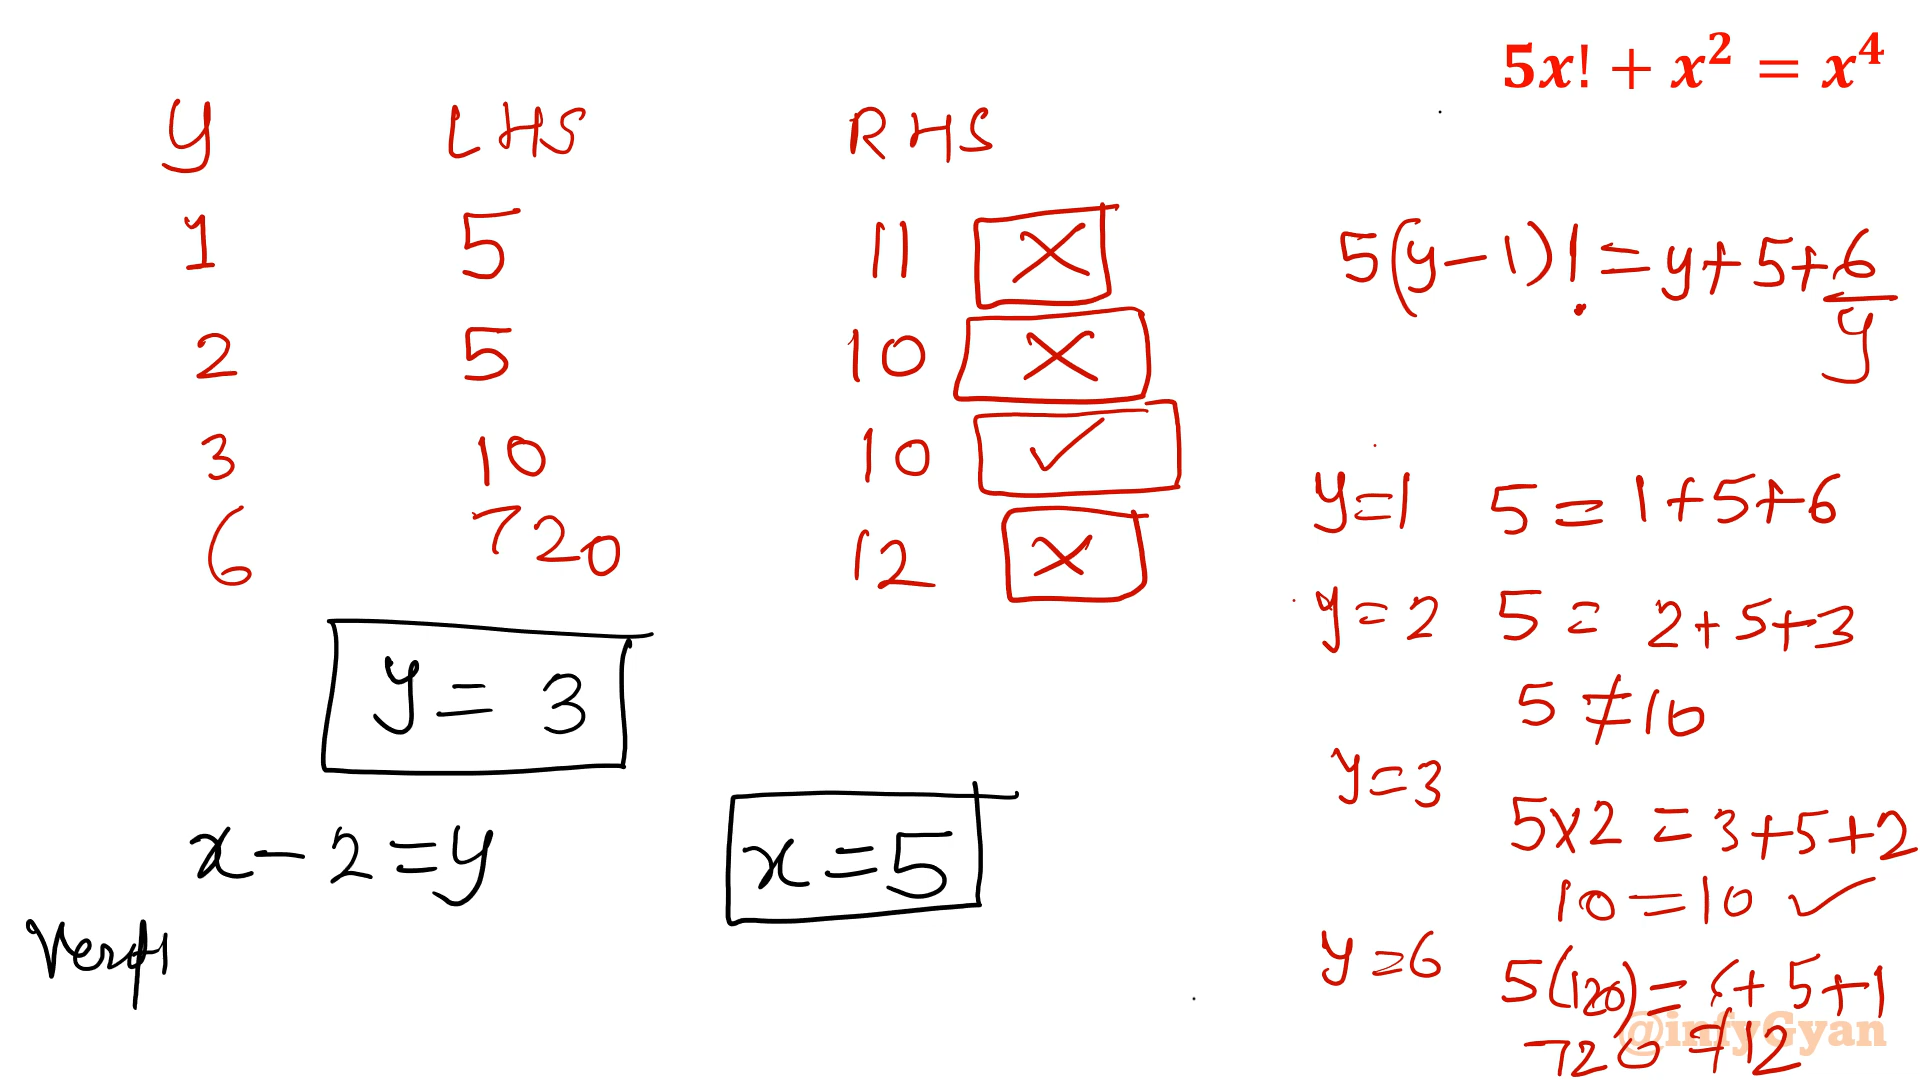 5x! + x² = x⁴
y LHS RHS
1 5 11 ×
2 5 10 ×
3 10 10 ✓
6 720 12 ×
y = 3
x - 2 = y
x = 5
Verifi
5(y-1)! = y+5+6/y
y=1 5 = 1+5+6
y=2 5 = 2+5+3
5 ≠ 10
y=3
5×2 = 3+5+2
10 = 10 ✓
y=6
5(120) = 6+5+1
720 ≠ 12
@infyGyan